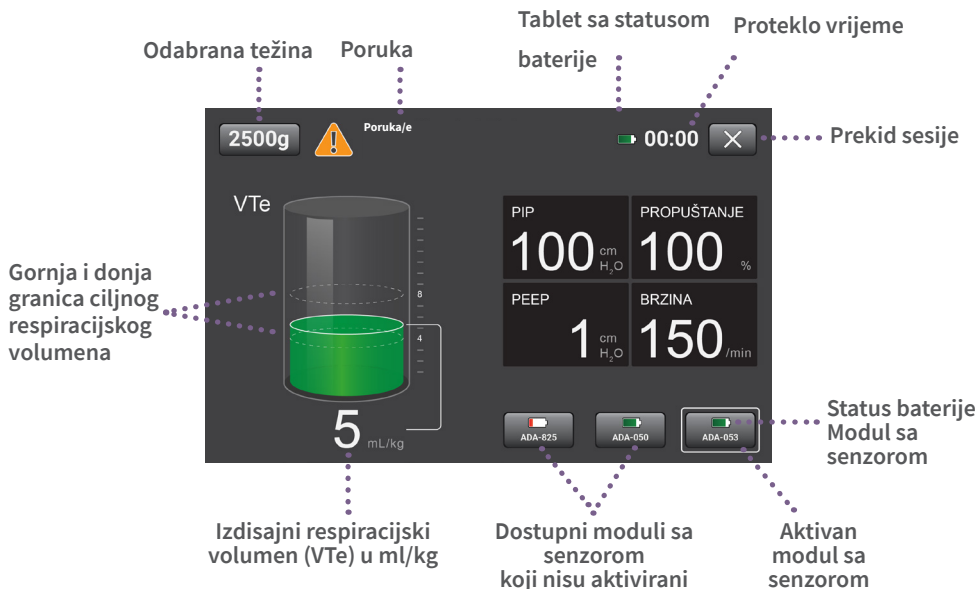 Tablet sa statusom
baterije
Proteklo vrijeme
Odabrana težina
Poruka
2500g
Poruka/e
00:00
Prekid sesije
VTe
PIP
100 cm H₂O
PROPUŠTANJE
100 %
Gornja i donja
granica ciljnog
respiracijskog
volumena
8
4
PEEP
1 cm H₂O
BRZINA
150 /min
5 mL/kg
ADA-825
ADA-050
ADA-053
Status baterije
Modul sa
senzorom
Izdisajni respiracijski
volumen (VTe) u ml/kg
Dostupni moduli sa
senzorom
koji nisu aktivirani
Aktivan
modul sa
senzorom